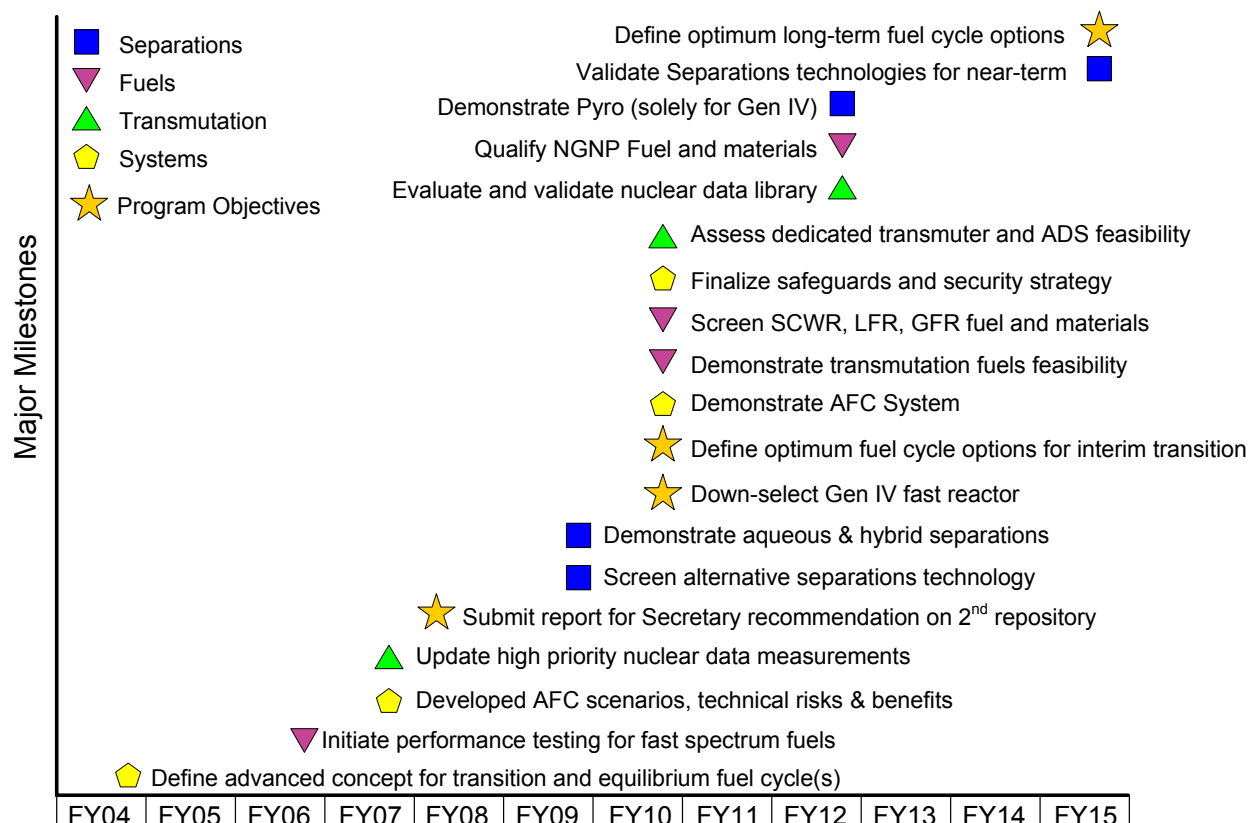 Separations
Fuels
Transmutation
Systems
Program Objectives
Major Milestones
Define optimum long-term fuel cycle options
Validate Separations technologies for near-term
Demonstrate Pyro (solely for Gen IV)
Qualify NGNP Fuel and materials
Evaluate and validate nuclear data library
Assess dedicated transmuter and ADS feasibility
Finalize safeguards and security strategy
Screen SCWR, LFR, GFR fuel and materials
Demonstrate transmutation fuels feasibility
Demonstrate AFC System
Define optimum fuel cycle options for interim transition
Down-select Gen IV fast reactor
Demonstrate aqueous & hybrid separations
Screen alternative separations technology
Submit report for Secretary recommendation on 2nd repository
Update high priority nuclear data measurements
Developed AFC scenarios, technical risks & benefits
Initiate performance testing for fast spectrum fuels
Define advanced concept for transition and equilibrium fuel cycle(s)
FY04 FY05 FY06 FY07 FY08 FY09 FY10 FY11 FY12 FY13 FY14 FY15